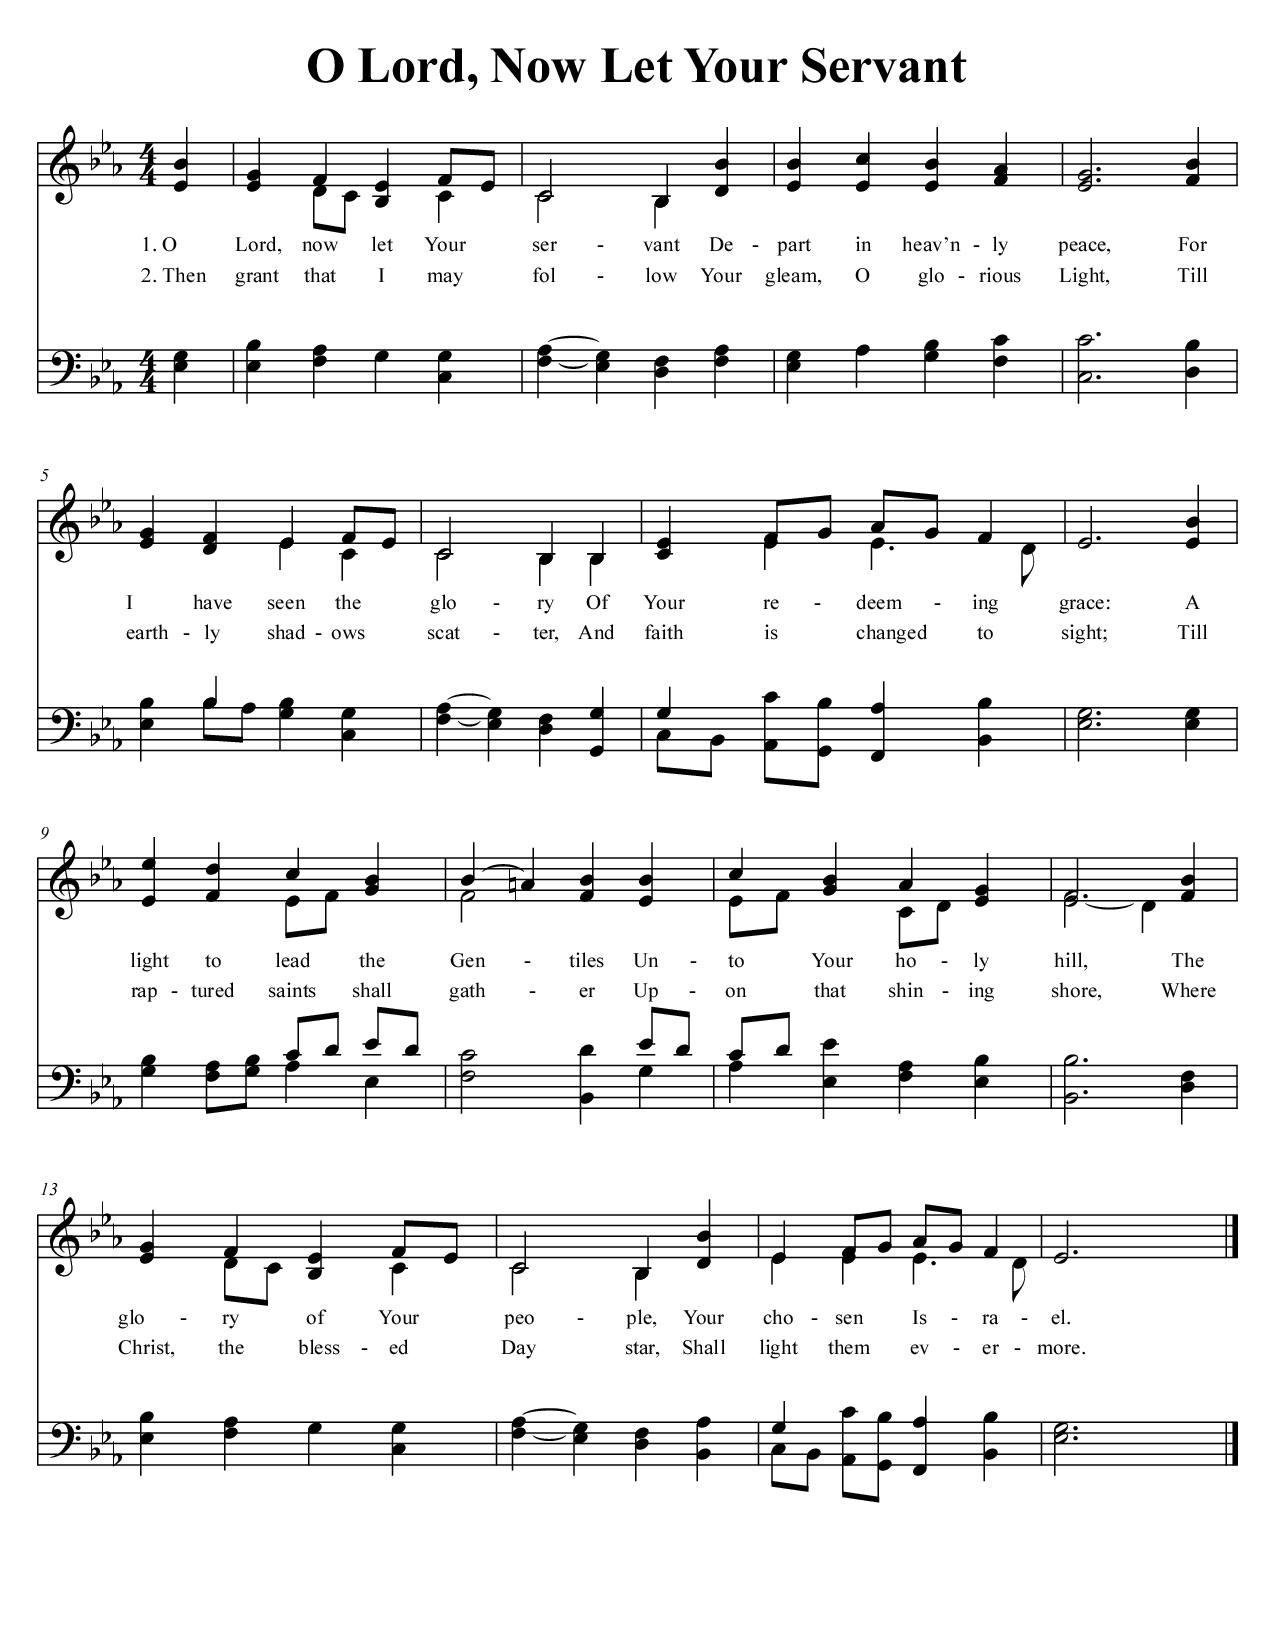 O Lord, Now Let Your Servant
4
4
1. O Lord, now let Your ser - vant De - part in heav’n - ly peace, For
2. Then grant that I may fol - low Your gleam, O glo - rious Light, Till
4
4
5
I have seen the glo - ry Of Your re - deem - ing grace: A
earth - ly shad - ows scat - ter, And faith is changed to sight; Till
9
light to lead the Gen - tiles Un - to Your ho - ly hill, The
rap - tured saints shall gath - er Up - on that shin - ing shore, Where
13
glo - ry of Your peo - ple, Your cho - sen Is - ra - el.
Christ, the bless - ed Day star, Shall light them ev - er - more.